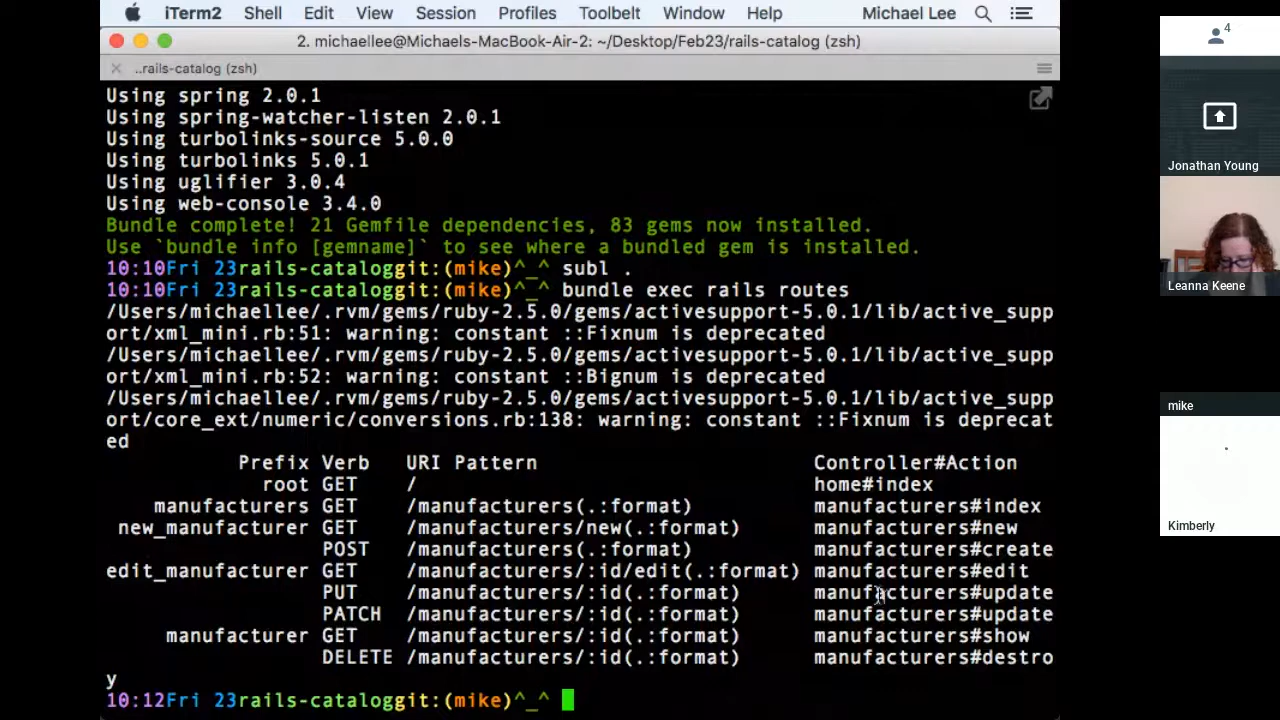 iTerm2 Shell Edit View Session Profiles Toolbelt Window Help Michael Lee
2. michaellee@Michaels-MacBook-Air-2: ~/Desktop/Feb23/rails-catalog (zsh)
..rails-catalog (zsh)
Using spring 2.0.1
Using spring-watcher-listen 2.0.1
Using turbolinks-source 5.0.0
Using turbolinks 5.0.1
Using uglifier 3.0.4
Using web-console 3.4.0
Bundle complete! 21 Gemfile dependencies, 83 gems now installed.
Use `bundle info [gemname]` to see where a bundled gem is installed.
10:10Fri 23rails-cataloggit:(mike)^_^ subl .
10:10Fri 23rails-cataloggit:(mike)^_^ bundle exec rails routes
/Users/michaellee/.rvm/gems/ruby-2.5.0/gems/activesupport-5.0.1/lib/active_supp
ort/xml_mini.rb:51: warning: constant ::Fixnum is deprecated
/Users/michaellee/.rvm/gems/ruby-2.5.0/gems/activesupport-5.0.1/lib/active_supp
ort/xml_mini.rb:52: warning: constant ::Bignum is deprecated
/Users/michaellee/.rvm/gems/ruby-2.5.0/gems/activesupport-5.0.1/lib/active_supp
ort/core_ext/numeric/conversions.rb:138: warning: constant ::Fixnum is deprecat
ed
Prefix Verb URI Pattern Controller#Action
root GET / home#index
manufacturers GET /manufacturers(.:format) manufacturers#index
new_manufacturer GET /manufacturers/new(.:format) manufacturers#new
POST /manufacturers(.:format) manufacturers#create
edit_manufacturer GET /manufacturers/:id/edit(.:format) manufacturers#edit
PUT /manufacturers/:id(.:format) manufacturers#update
PATCH /manufacturers/:id(.:format) manufacturers#update
manufacturer GET /manufacturers/:id(.:format) manufacturers#show
DELETE /manufacturers/:id(.:format) manufacturers#destro
y
10:12Fri 23rails-cataloggit:(mike)^_^
4
Jonathan Young
Leanna Keene
mike
Kimberly